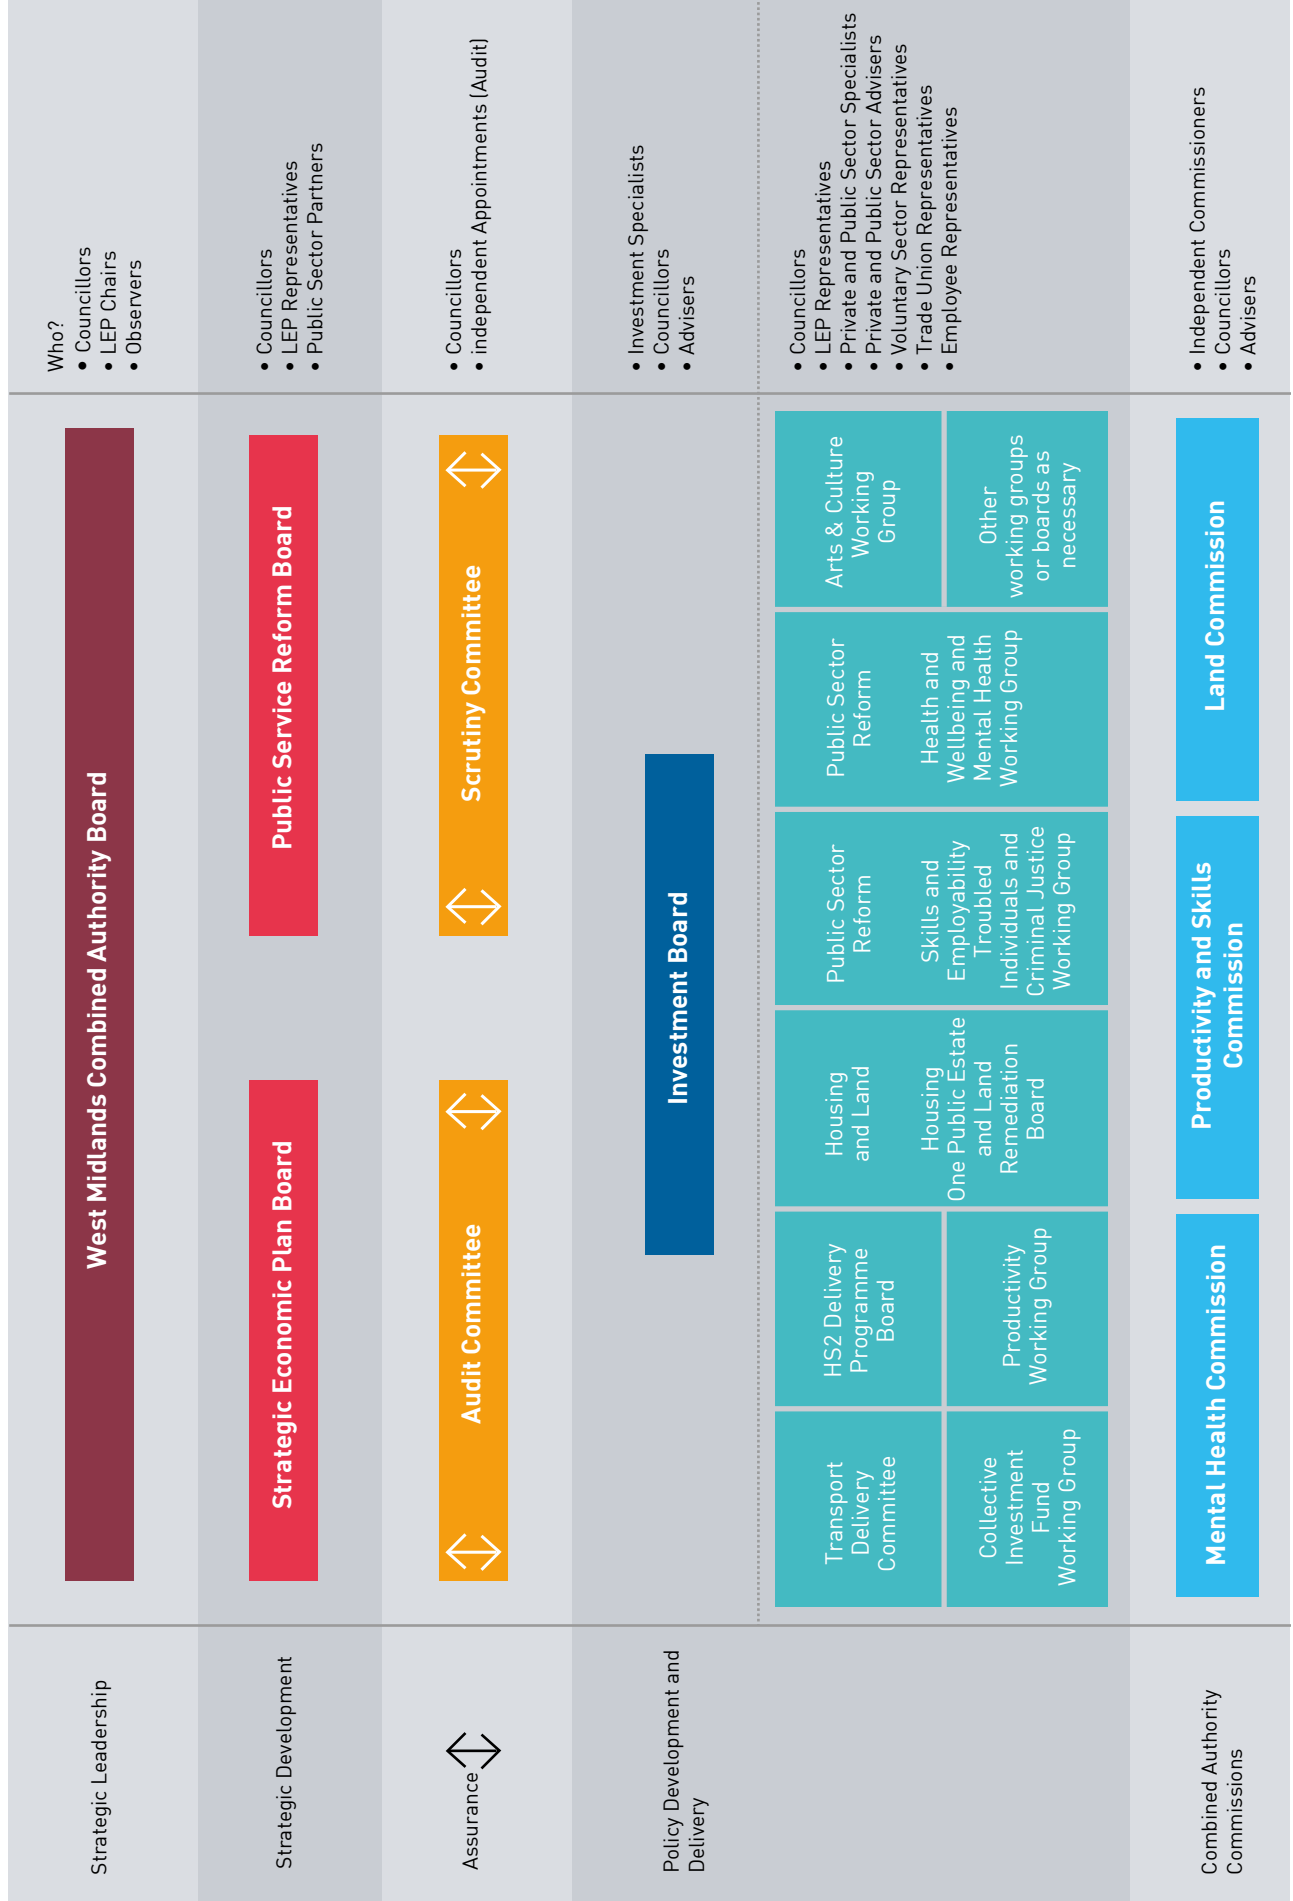 Strategic Leadership
West Midlands Combined Authority Board
Who?
• Councillors
• LEP Chairs
• Observers
Strategic Development
Strategic Economic Plan Board
Public Service Reform Board
• Councillors
• LEP Representatives
• Public Sector Partners
Assurance
Audit Committee
Scrutiny Committee
• Councillors
• independent Appointments (Audit)
Policy Development and
Delivery
Investment Board
• Investment Specialists
• Councillors
• Advisers
Transport
Delivery
Committee
Collective
Investment
Fund
Working Group
HS2 Delivery
Programme
Board
Productivity
Working Group
Housing
and Land
Housing
One Public Estate
and Land
Remediation
Board
Public Sector
Reform
Skills and
Employability
Troubled
Individuals and
Criminal Justice
Working Group
Public Sector
Reform
Health and
Wellbeing and
Mental Health
Working Group
Arts & Culture
Working
Group
Other
working groups
or boards as
necessary
• Councillors
• LEP Representatives
• Private and Public Sector Specialists
• Private and Public Sector Advisers
• Voluntary Sector Representatives
• Trade Union Representatives
• Employee Representatives
Combined Authority
Commissions
Mental Health Commission
Productivity and Skills
Commission
Land Commission
• Independent Commissioners
• Councillors
• Advisers